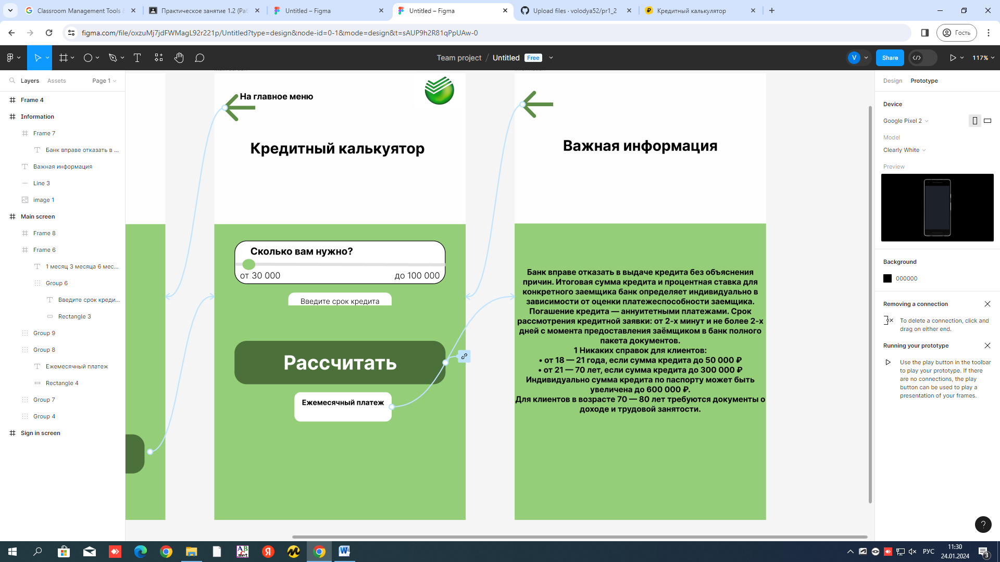 Classroom Management Tools &
Практическое занятие 1.2 (Раб
Untitled – Figma
Untitled – Figma
Upload files · volodya52/pr1_2
Кредитный калькулятор
figma.com/file/oxzuMj7jdFWMagL92r221p/Untitled?type=design&node-id=0-1&mode=design&t=sAUP9h2R81qPpUAw-0
Гость
Team project / Untitled Free
V
Share
117%
Layers
Assets
Page 1
Frame 4
Information
Frame 7
Банк вправе отказать в ...
Важная информация
Line 3
image 1
Main screen
Frame 8
Frame 6
1 месяц 3 месяца 6 мес...
Group 6
Введите срок креди...
Rectangle 3
Group 9
Group 8
Ежемесячный платеж
Rectangle 4
Group 7
Group 4
Sign in screen
На главное меню
Кредитный калькуятор
Сколько вам нужно?
от 30 000
до 100 000
Введите срок кредита
Рассчитать
Ежемесячный платеж
Важная информация
Банк вправе отказать в выдаче кредита без объяснения
причин. Итоговая сумма кредита и процентная ставка для
конкретного заемщика банк определяет индивидуально в
зависимости от оценки платежеспособности заемщика.
Погашение кредита — аннуитетными платежами. Срок
рассмотрения кредитной заявки: от 2-х минут и не более 2-х
дней с момента предоставления заёмщиком в банк полного
пакета документов.
1 Никаких справок для клиентов:
• от 18 — 21 года, если сумма кредита до 50 000 ₽
• от 21 — 70 лет, если сумма кредита до 300 000 ₽
Индивидуально сумма кредита по паспорту может быть
увеличена до 600 000 ₽.
Для клиентов в возрасте 70 — 80 лет требуются документы о
доходе и трудовой занятости.
Design
Prototype
Device
Google Pixel 2
Model
Clearly White
Preview
Background
000000
Removing a connection
To delete a connection, click and
drag on either end.
Running your prototype
Use the play button in the toolbar
to play your prototype. If there
are no connections, the play
button can be used to play a
presentation of your frames.
?
РУС
11:30
24.01.2024
3